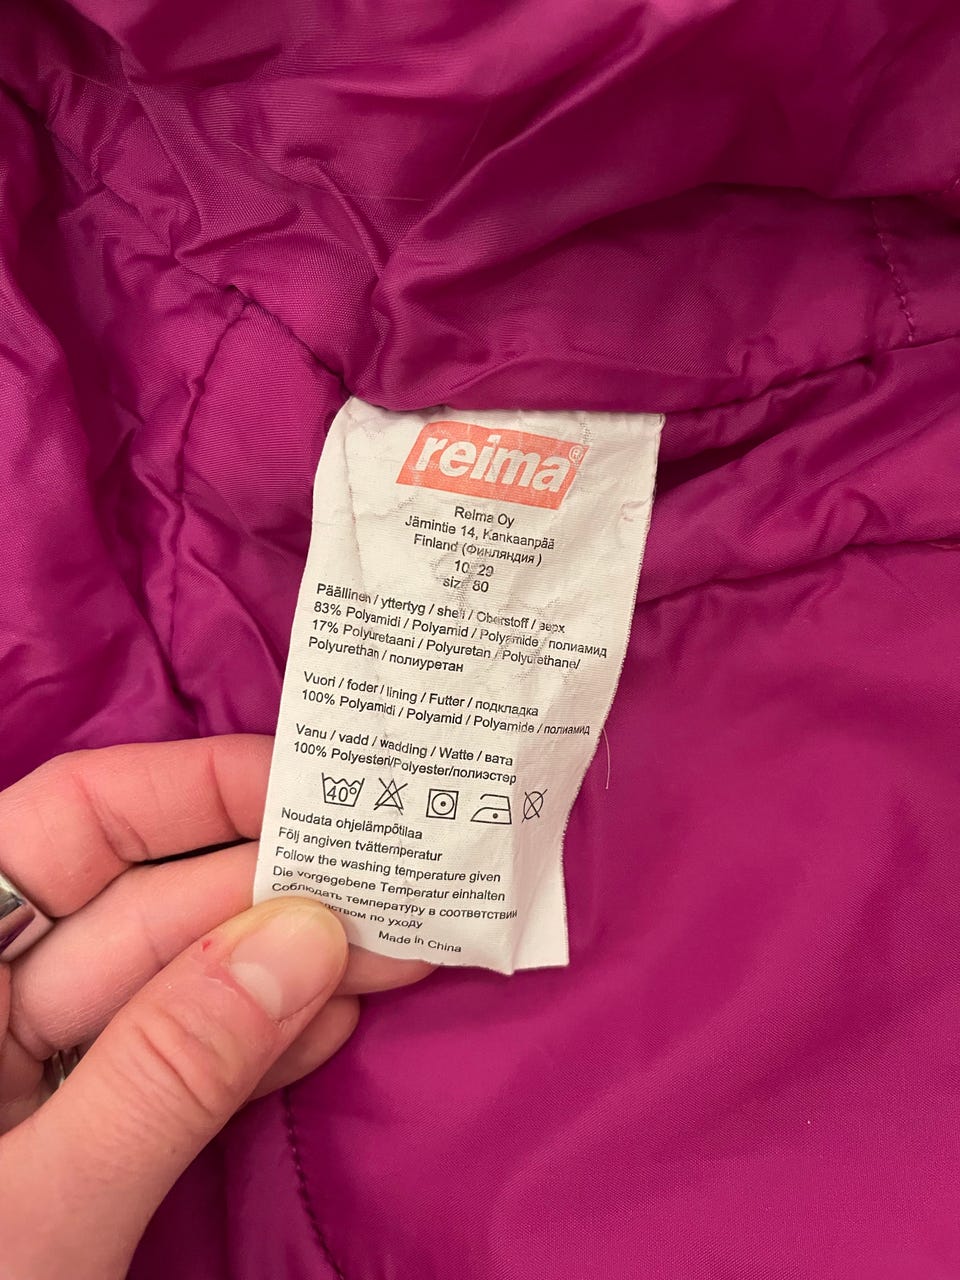 reima®
Reima Oy
Jämintie 14, Kankaanpää
Finland (Финляндия)
size 80
Päällinen / yttertyg / shell / Oberstoff / верх
83% Polyamidi / Polyamid / Polyamide / полиамид
17% Polyuretaani / Polyuretan / Polyurethane/
Polyurethan / полиуретан
Vuori / foder / lining / Futter / подкладка
100% Polyamidi / Polyamid / Polyamide / полиамид
Vanu / vadd / wadding / Watte / вата
100% Polyesteri/Polyester/полиэстер
40°
Noudata ohjelämpötilaa
Följ angiven tvättemperatur
Follow the washing temperature given
Die vorgegebene Temperatur einhalten
Соблюдать температуру в соответствии
по уходу
Made in China